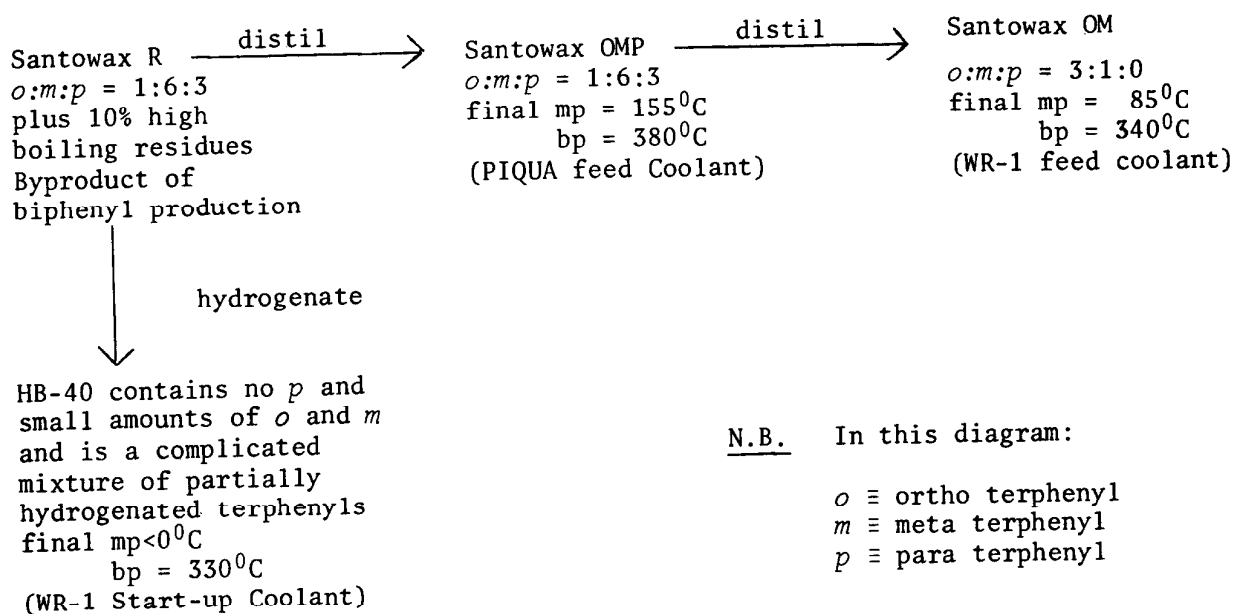 Santowax R
o:m:p = 1:6:3
plus 10% high
boiling residues
Byproduct of
biphenyl production
distil
Santowax OMP
o:m:p = 1:6:3
final mp = 155⁰C
bp = 380⁰C
(PIQUA feed Coolant)
distil
Santowax OM
o:m:p = 3:1:0
final mp = 85⁰C
bp = 340⁰C
(WR-1 feed coolant)
hydrogenate
HB-40 contains no p and
small amounts of o and m
and is a complicated
mixture of partially
hydrogenated terphenyls
final mp<0⁰C
bp = 330⁰C
(WR-1 Start-up Coolant)
N.B. In this diagram:
o ≡ ortho terphenyl
m ≡ meta terphenyl
p ≡ para terphenyl